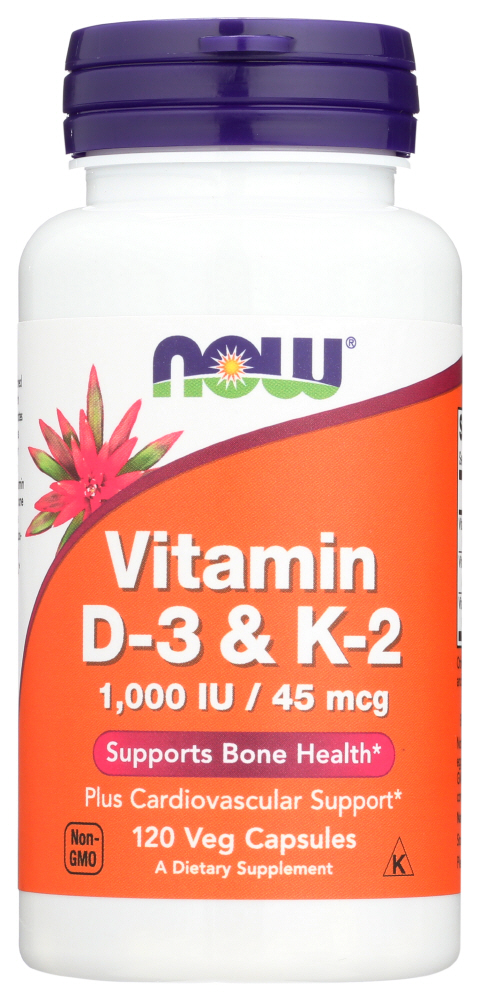 now®
Vitamin
D-3 & K-2
1,000 IU / 45 mcg
Supports Bone Health*
Plus Cardiovascular Support*
120 Veg Capsules
A Dietary Supplement
Non-
GMO
K